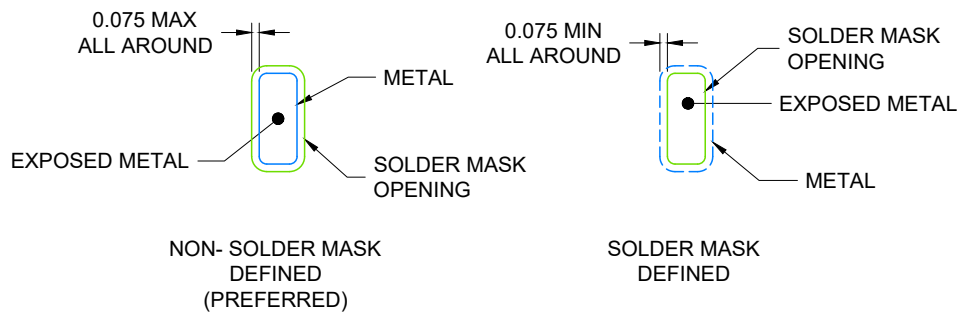 0.075 MAX
ALL AROUND
METAL
EXPOSED METAL
SOLDER MASK
OPENING
NON- SOLDER MASK
DEFINED
(PREFERRED)
0.075 MIN
ALL AROUND
SOLDER MASK
OPENING
EXPOSED METAL
METAL
SOLDER MASK
DEFINED